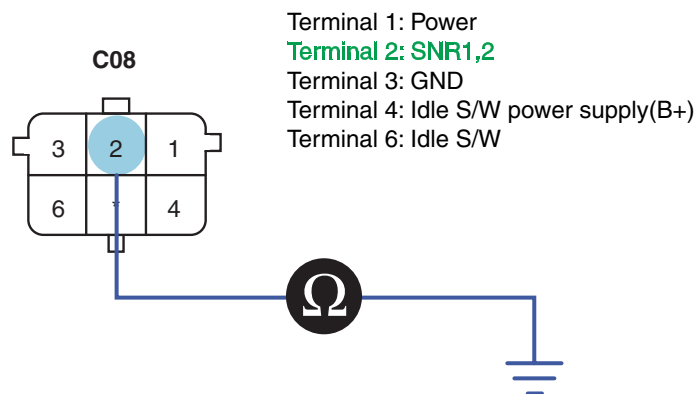 Terminal 1: Power
Terminal 2: SNR1,2
C08
Terminal 3: GND
Terminal 4: Idle S/W power supply(B+)
Terminal 6: Idle S/W
3 2 1
6 * 4
Ω